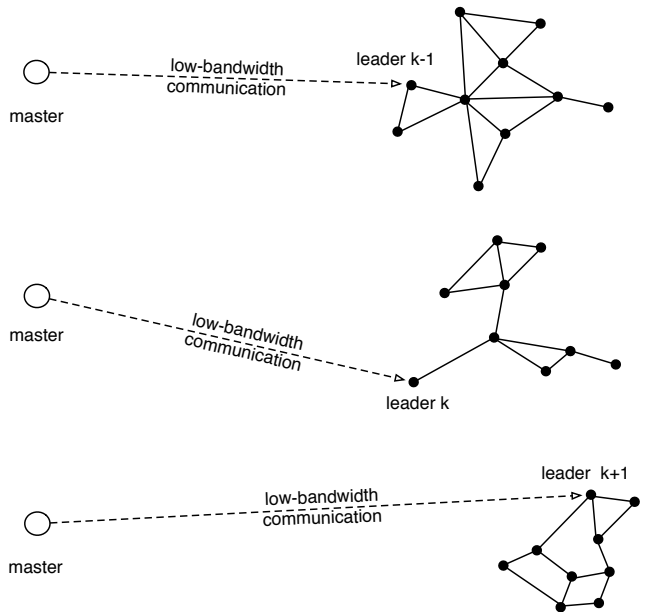 leader k-1
low-bandwidth
communication
master
low-bandwidth
communication
master
leader k
leader k+1
low-bandwidth
communication
master